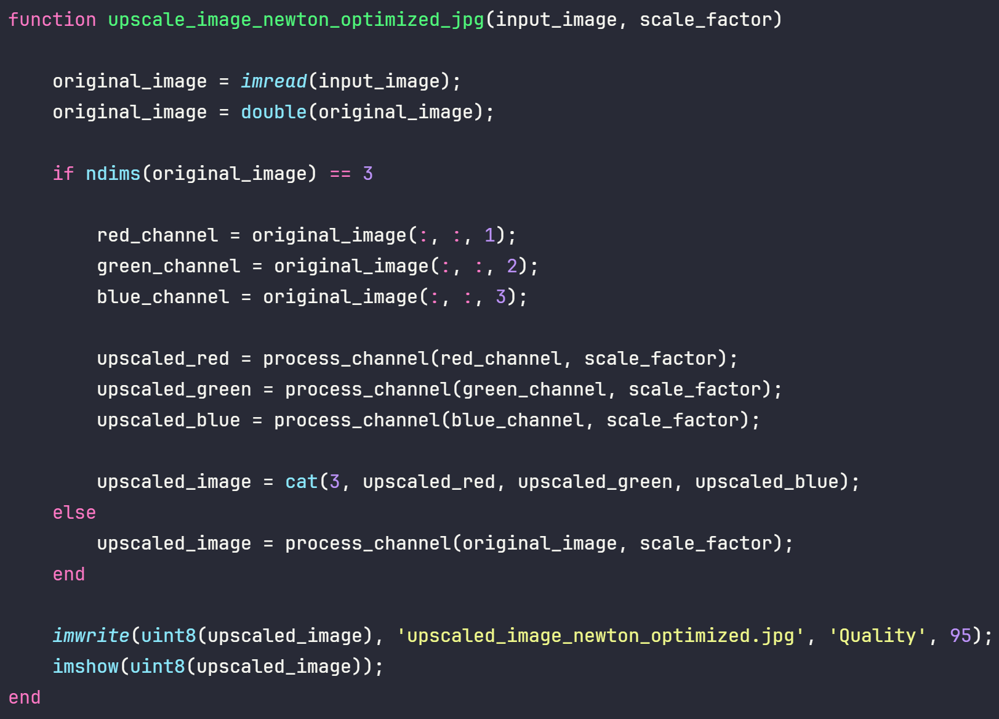 function upscale_image_newton_optimized_jpg(input_image, scale_factor)
original_image = imread(input_image);
original_image = double(original_image);
if ndims(original_image) == 3
red_channel = original_image(:, :, 1);
green_channel = original_image(:, :, 2);
blue_channel = original_image(:, :, 3);
upscaled_red = process_channel(red_channel, scale_factor);
upscaled_green = process_channel(green_channel, scale_factor);
upscaled_blue = process_channel(blue_channel, scale_factor);
upscaled_image = cat(3, upscaled_red, upscaled_green, upscaled_blue);
else
upscaled_image = process_channel(original_image, scale_factor);
end
imwrite(uint8(upscaled_image), 'upscaled_image_newton_optimized.jpg', 'Quality', 95);
imshow(uint8(upscaled_image));
end